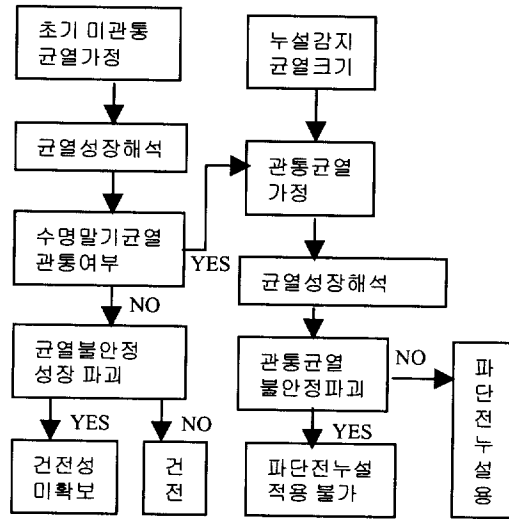 초기 미관통
균열가정
균열성장해석
수명말기균열
관통여부
YES
NO
균열불안정
성장 파괴
YES
NO
건전성
미확보
건
전
누설감지
균열크기
관통균열
가정
균열성장해석
관통균열
불안정파괴
NO
YES
파단전누설
적용 불가
파
단
전
누
설
용